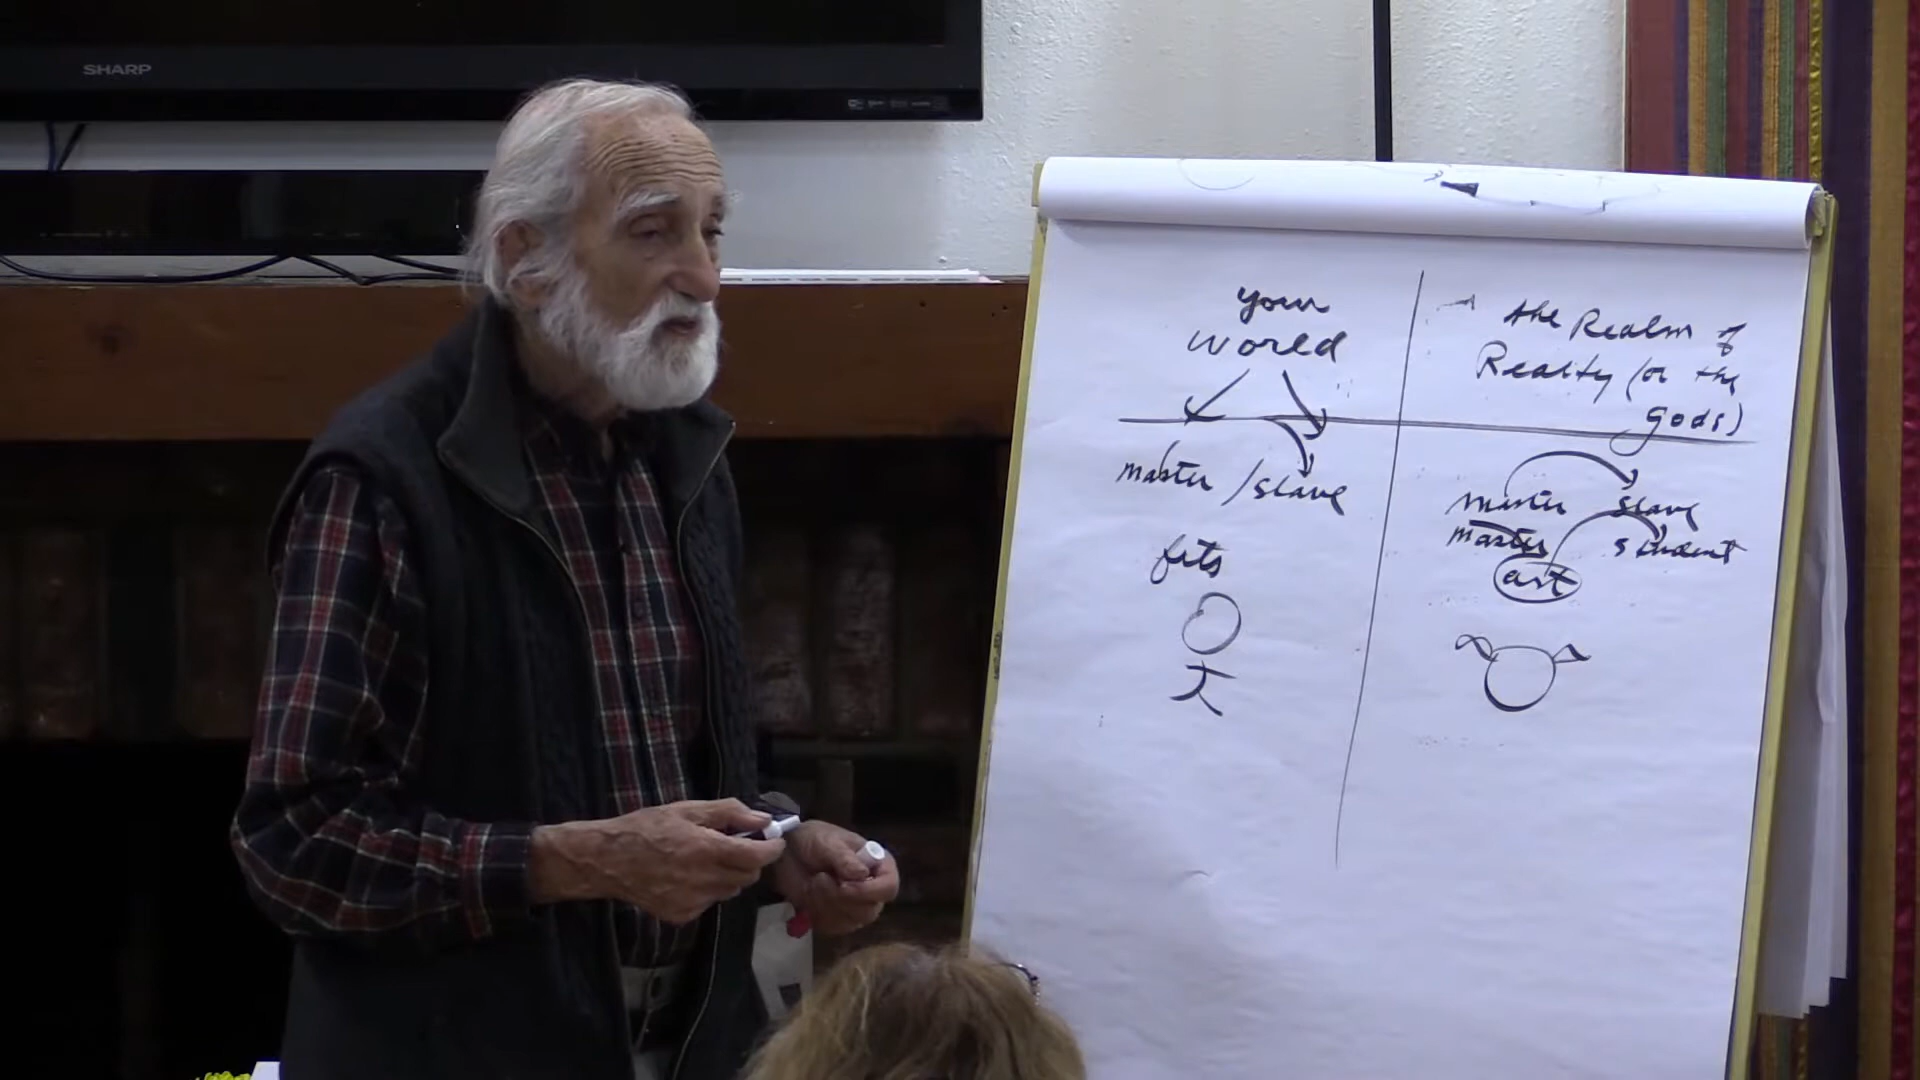 SHARP
your
world
the Realm of
Reality (or the
gods)
master / slave
master slave
master student
art
fits